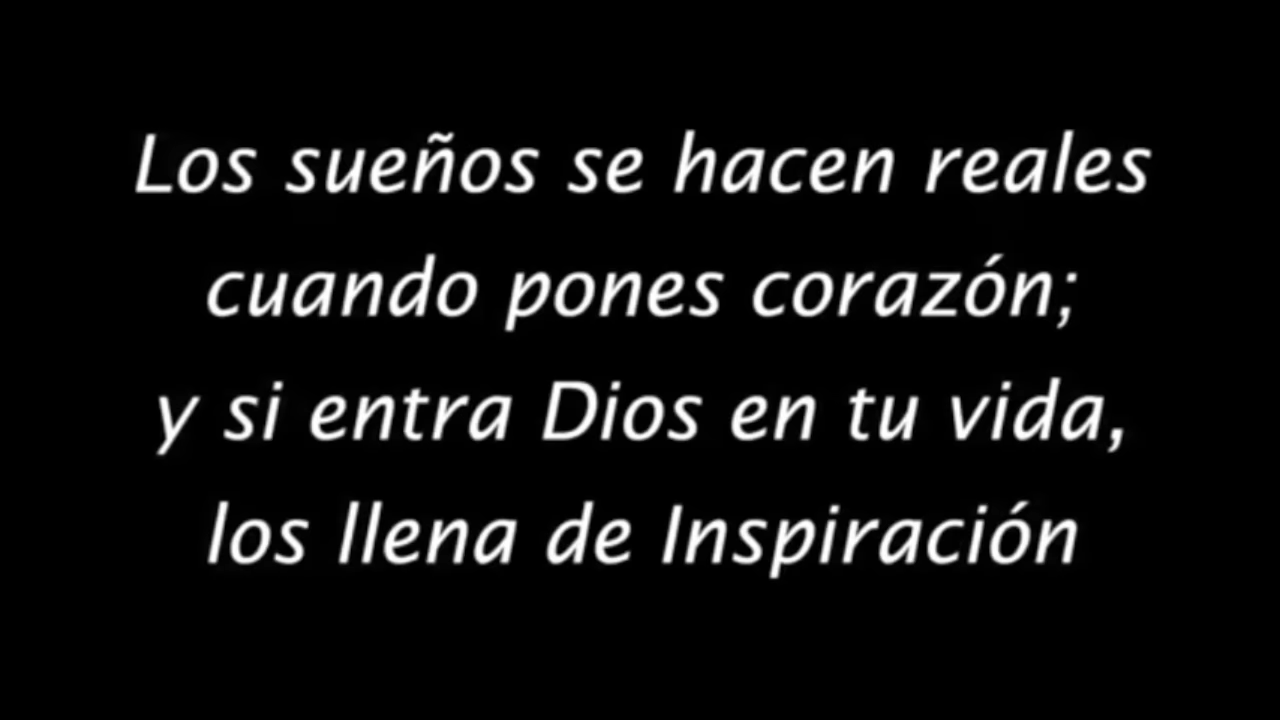 Los sueños se hacen reales
cuando pones corazón;
y si entra Dios en tu vida,
los llena de Inspiración